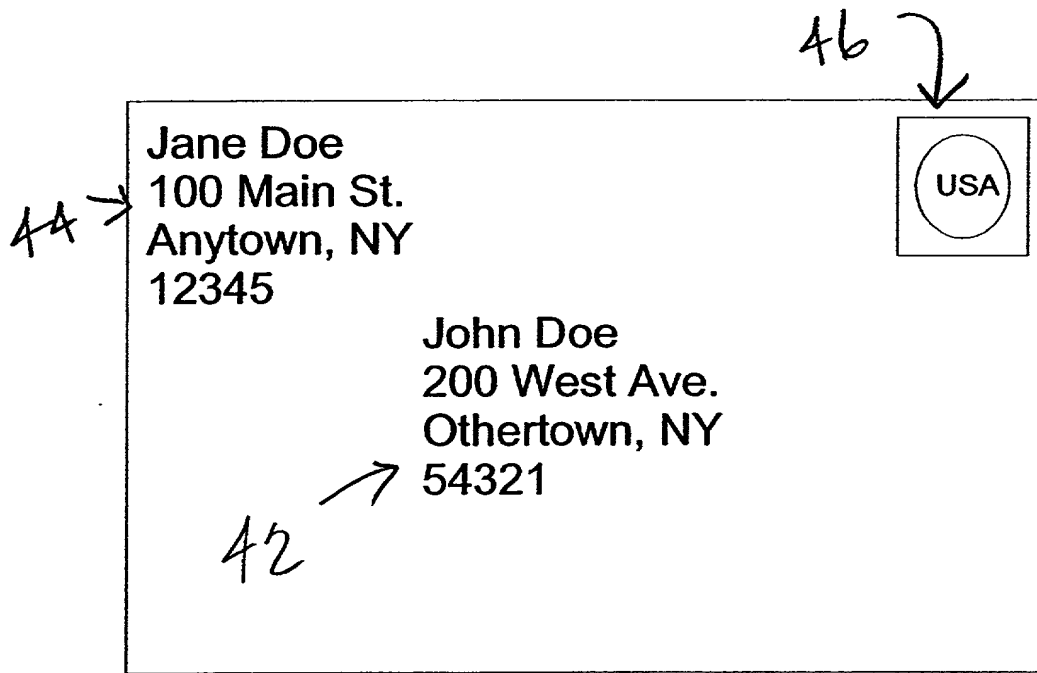 46
Jane Doe
100 Main St.
Anytown, NY
12345
USA
44
John Doe
200 West Ave.
Othertown, NY
54321
42